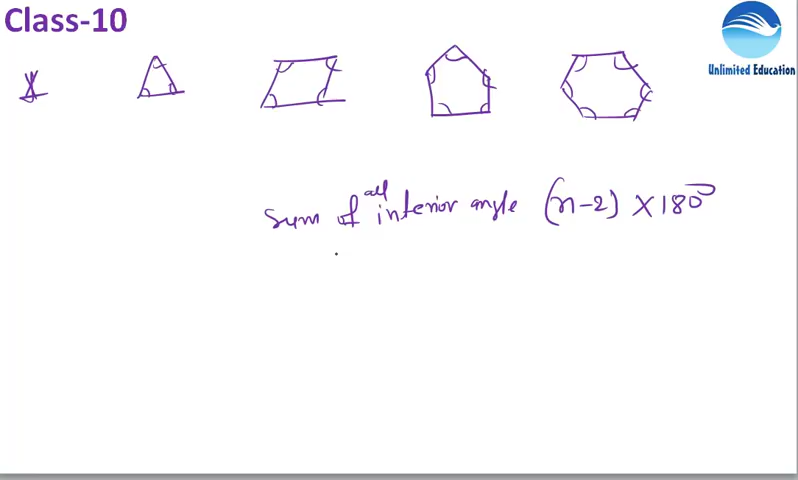 Class-10
Unlimited Education
Sum of all interior angle (n-2) × 180°